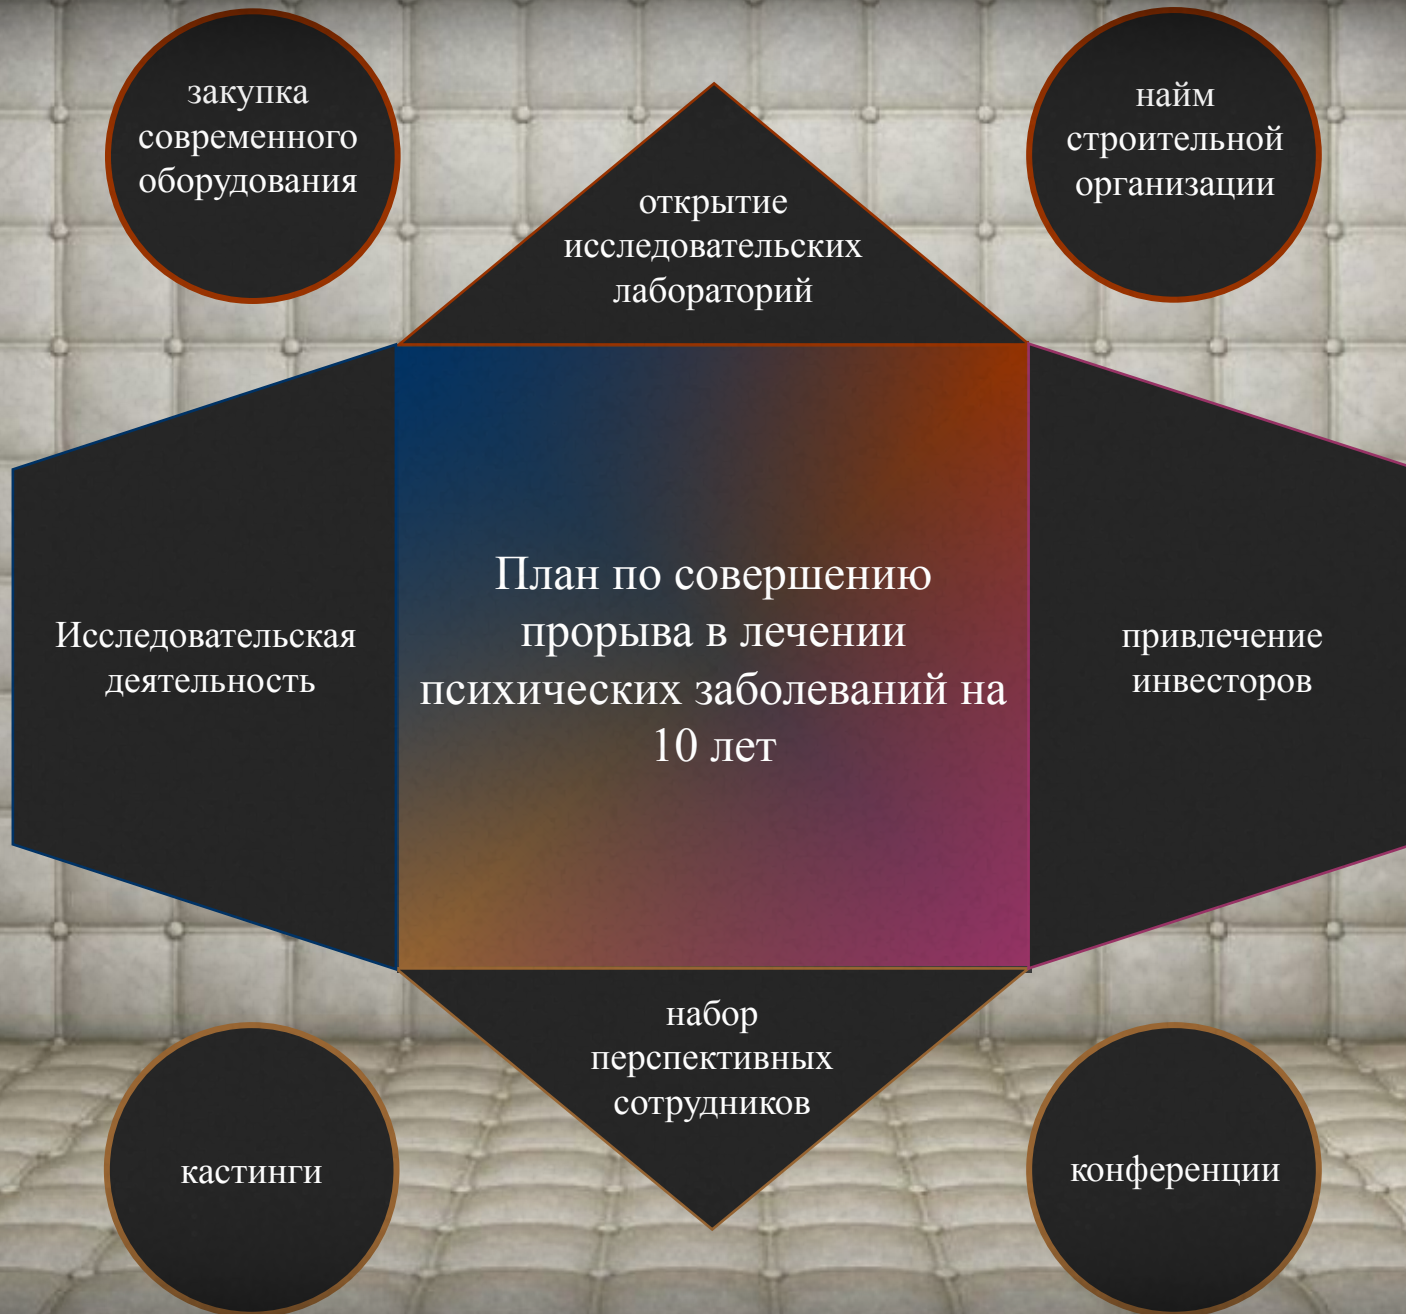 закупка
современного
оборудования
найм
строительной
организации
открытие
исследовательских
лабораторий
Исследовательская
деятельность
План по совершению
прорыва в лечении
психических заболеваний на
10 лет
привлечение
инвесторов
набор
перспективных
сотрудников
кастинги
конференции